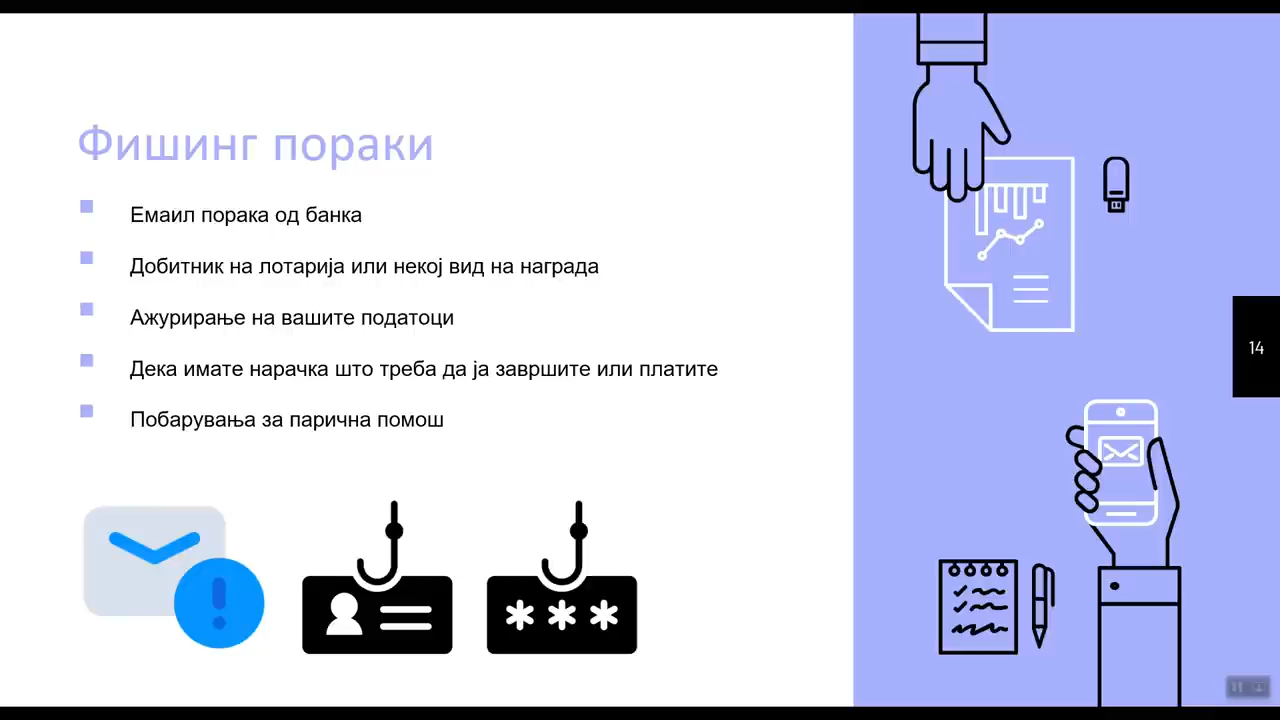 Фишинг пораки
Емаил порака од банка
Добитник на лотарија или некој вид на награда
Ажурирање на вашите податоци
Дека имате нарачка што треба да ја завршите или платите
Побарувања за парична помош
14